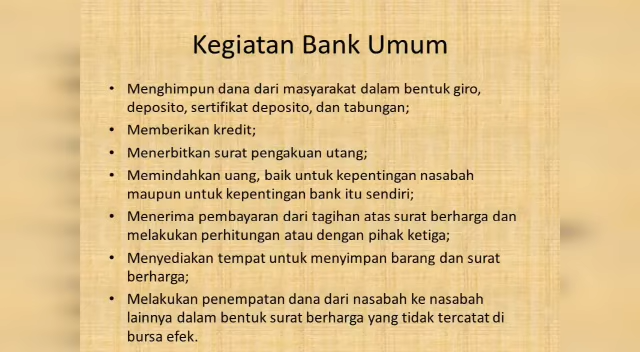 Kegiatan Bank Umum
• Menghimpun dana dari masyarakat dalam bentuk giro,
deposito, sertifikat deposito, dan tabungan;
• Memberikan kredit;
• Menerbitkan surat pengakuan utang;
• Memindahkan uang, baik untuk kepentingan nasabah
maupun untuk kepentingan bank itu sendiri;
• Menerima pembayaran dari tagihan atas surat berharga dan
melakukan perhitungan atau dengan pihak ketiga;
• Menyediakan tempat untuk menyimpan barang dan surat
berharga;
• Melakukan penempatan dana dari nasabah ke nasabah
lainnya dalam bentuk surat berharga yang tidak tercatat di
bursa efek.